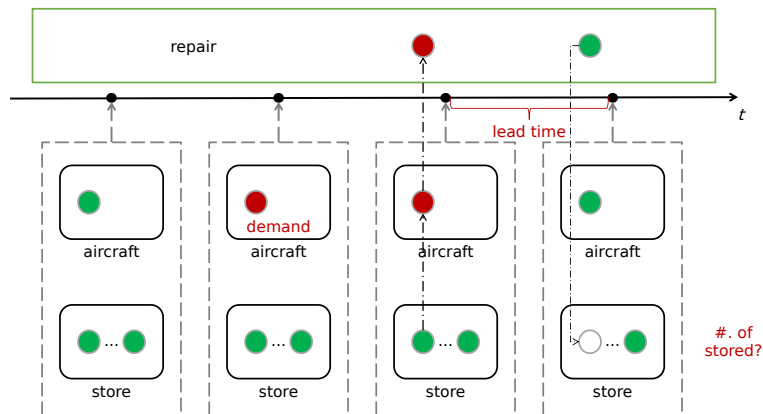 repair
t
lead time
demand
aircraft
aircraft
aircraft
aircraft
...
...
...
...
#. of
stored?
store
store
store
store